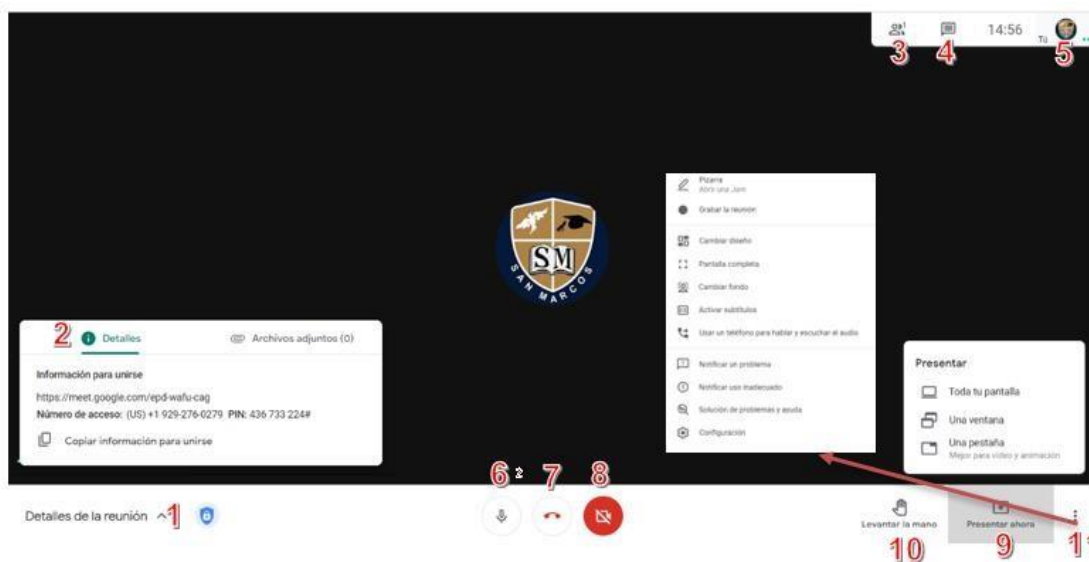 3
4
14:56
Tú
5
SM
SAN MARCOS
Pizarra
Abrir una Jam
Grabar la reunión
Cambiar diseño
Pantalla completa
Cambiar fondo
Activar subtítulos
Usar un teléfono para hablar y escuchar el audio
Notificar un problema
Notificar uso inadecuado
Solución de problemas y ayuda
Configuración
2
Detalles
Archivos adjuntos (0)
Información para unirse
https://meet.google.com/epd-wafu-cag
Número de acceso: (US) +1 929-276-0279 PIN: 436 733 224#
Copiar información para unirse
Presentar
Toda tu pantalla
Una ventana
Una pestaña
Mejor para vídeo y animación
6 2
7
8
Detalles de la reunión
1
Levantar la mano
10
Presentar ahora
9
11